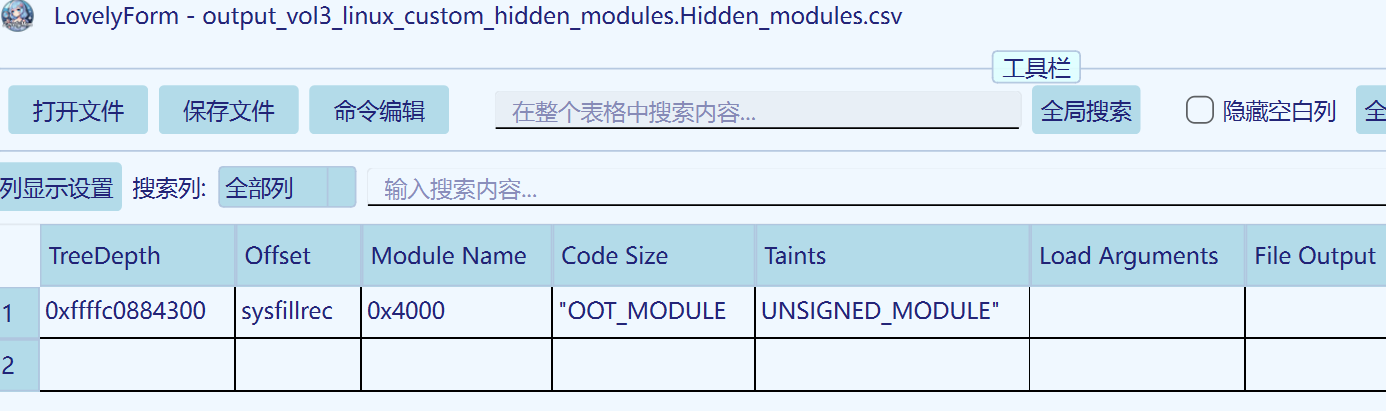 LovelyForm - output_vol3_linux_custom_hidden_modules.Hidden_modules.csv
工具栏
打开文件 保存文件 命令编辑 在整个表格中搜索内容... 全局搜索 隐藏空白列 全
列显示设置 搜索列: 全部列 输入搜索内容...
TreeDepth Offset Module Name Code Size Taints Load Arguments File Output
1 0xffffc0884300 sysfillrec 0x4000 "OOT_MODULE UNSIGNED_MODULE"
2